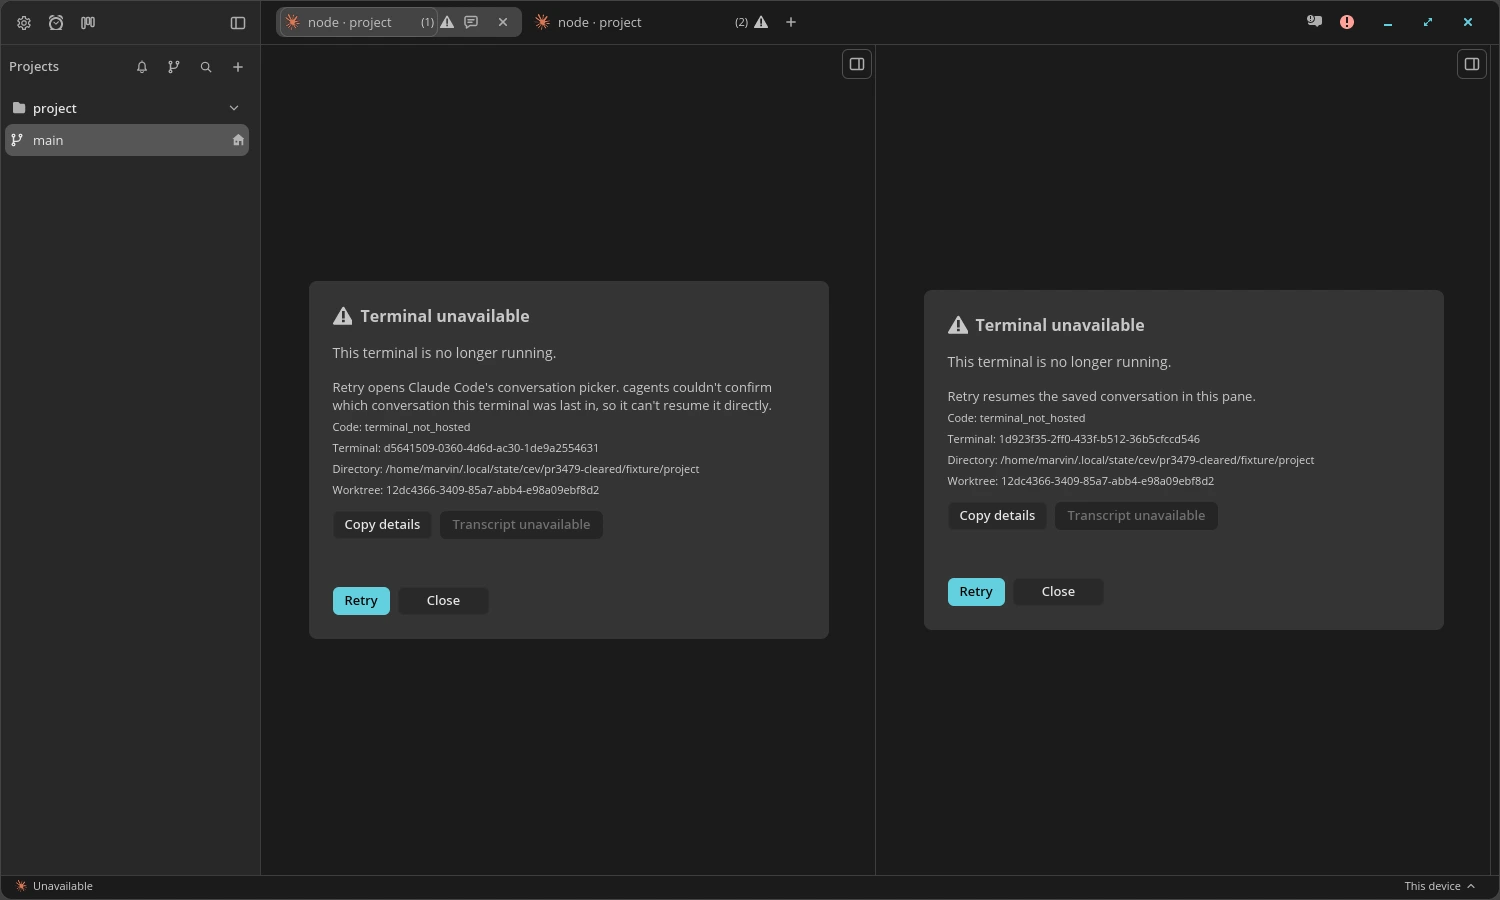 node · project (1)
node · project (2)
Projects
project
main
Terminal unavailable
This terminal is no longer running.
Retry opens Claude Code's conversation picker. cagents couldn't confirm
which conversation this terminal was last in, so it can't resume it directly.
Code: terminal_not_hosted
Terminal: d5641509-0360-4d6d-ac30-1de9a2554631
Directory: /home/marvin/.local/state/cev/pr3479-cleared/fixture/project
Worktree: 12dc4366-3409-85a7-abb4-e98a09ebf8d2
Copy details
Transcript unavailable
Retry
Close
Terminal unavailable
This terminal is no longer running.
Retry resumes the saved conversation in this pane.
Code: terminal_not_hosted
Terminal: 1d923f35-2ff0-433f-b512-36b5cfccd546
Directory: /home/marvin/.local/state/cev/pr3479-cleared/fixture/project
Worktree: 12dc4366-3409-85a7-abb4-e98a09ebf8d2
Copy details
Transcript unavailable
Retry
Close
Unavailable
This device